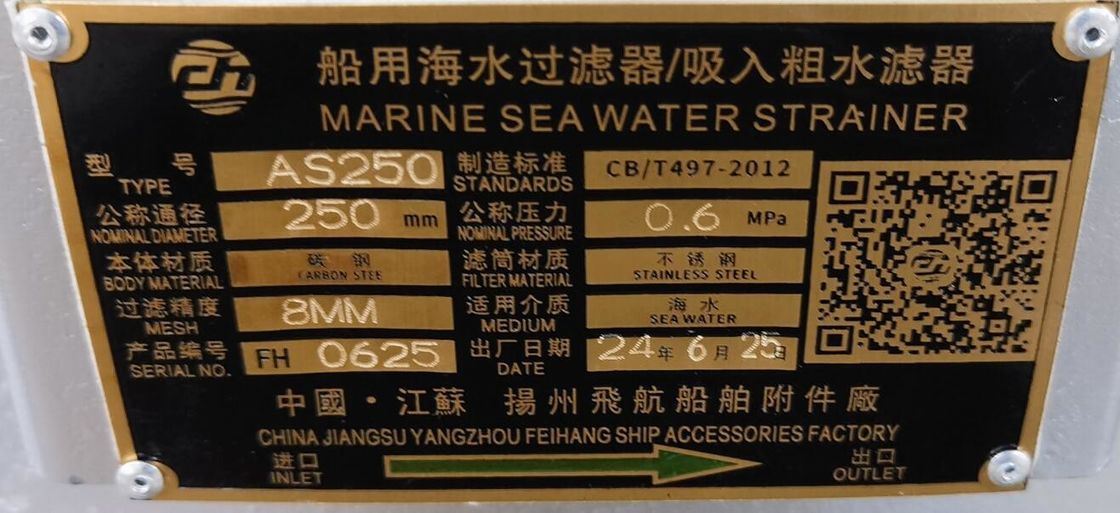 船用海水过滤器/吸入粗水滤器
MARINE SEA WATER STRAINER
型 号 AS250 制造标准 CB/T497-2012
TYPE STANDARDS
公称通径 250 mm 公称压力 0.6 MPa
NOMINAL DIAMETER NOMINAL PRESSURE
本体材质 碳 钢 滤筒材质 不 锈 钢
BODY MATERIAL CARBON STEE FILTER MATERIAL STAINLESS STEEL
过滤精度 8MM 适用介质 海 水
MESH MEDIUM SEA WATER
产品编号 FH 0625 出厂日期 24年 6月 25日
SERIAL NO. DATE
中國·江蘇 揚州飛航船舶附件廠
CHINA JIANGSU YANGZHOU FEIHANG SHIP ACCESSORIES FACTORY
进口 出口
INLET OUTLET